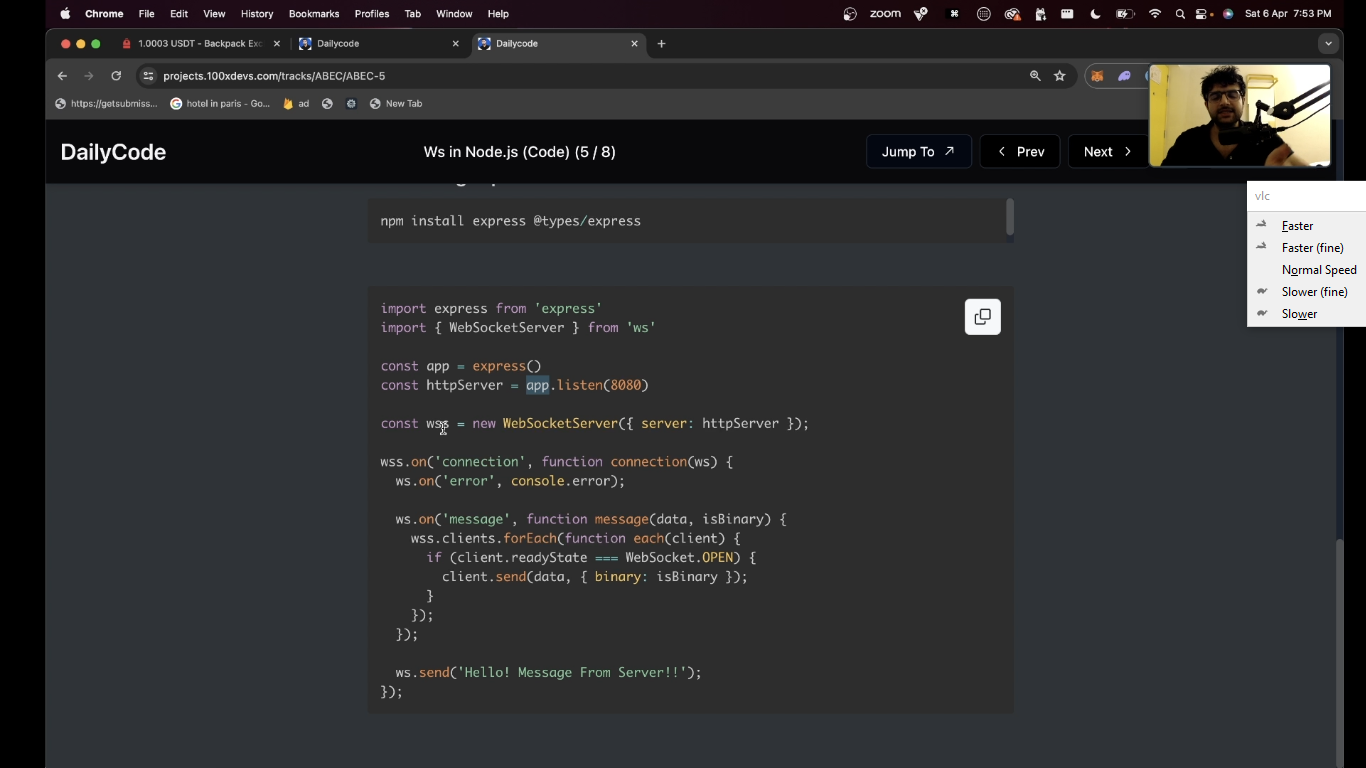 Chrome File Edit View History Bookmarks Profiles Tab Window Help zoom Sat 6 Apr 7:53 PM
1.0003 USDT - Backpack Exc Dailycode Dailycode
projects.100xdevs.com/tracks/ABEC/ABEC-5
https://getsubmiss... hotel in paris - Go... ad New Tab
DailyCode Ws in Node.js (Code) (5 / 8) Jump To Prev Next
npm install express @types/express
import express from 'express'
import { WebSocketServer } from 'ws'
const app = express()
const httpServer = app.listen(8080)
const wss = new WebSocketServer({ server: httpServer });
wss.on('connection', function connection(ws) {
ws.on('error', console.error);
ws.on('message', function message(data, isBinary) {
wss.clients.forEach(function each(client) {
if (client.readyState === WebSocket.OPEN) {
client.send(data, { binary: isBinary });
}
});
});
ws.send('Hello! Message From Server!!');
});
vlc
Faster
Faster (fine)
Normal Speed
Slower (fine)
Slower